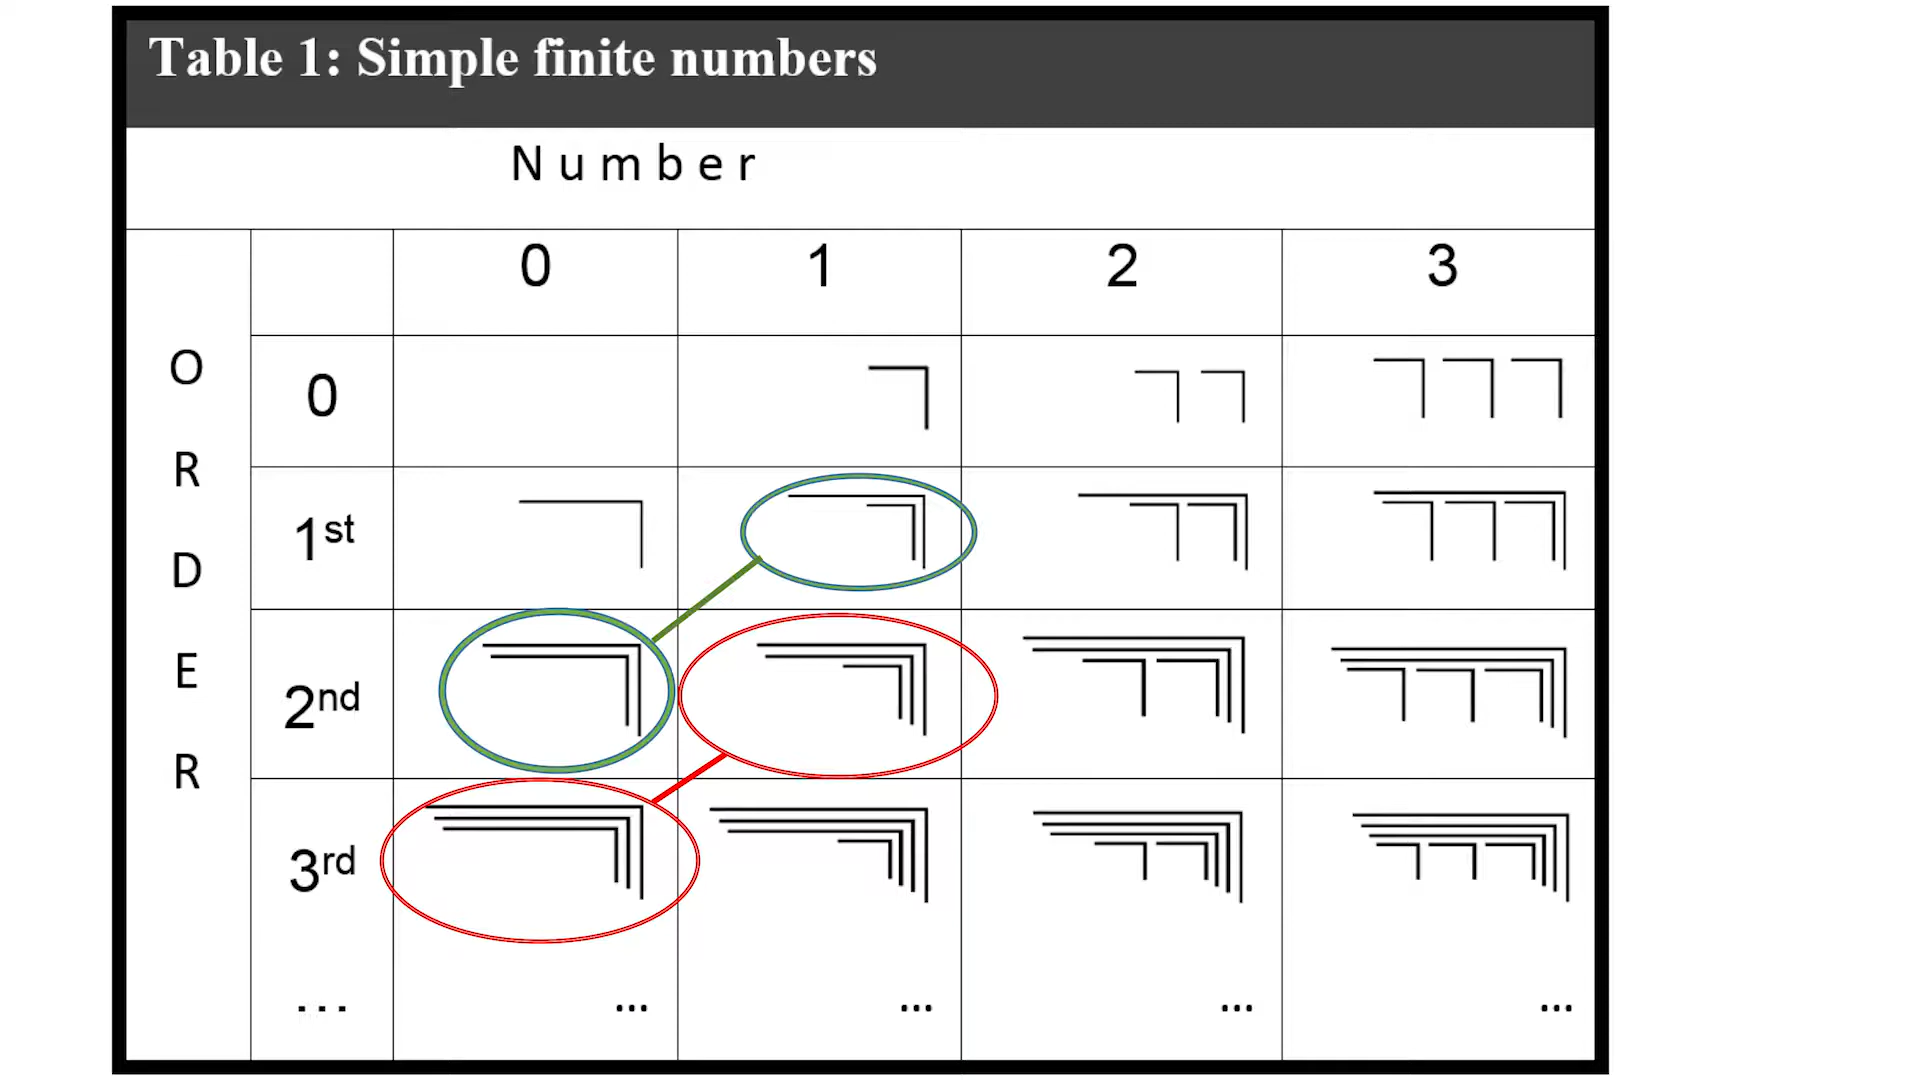 Table 1: Simple finite numbers
Number
0 1 2 3
O
R
D
E
R
0
1st
2nd
3rd
... ... ... ... ...